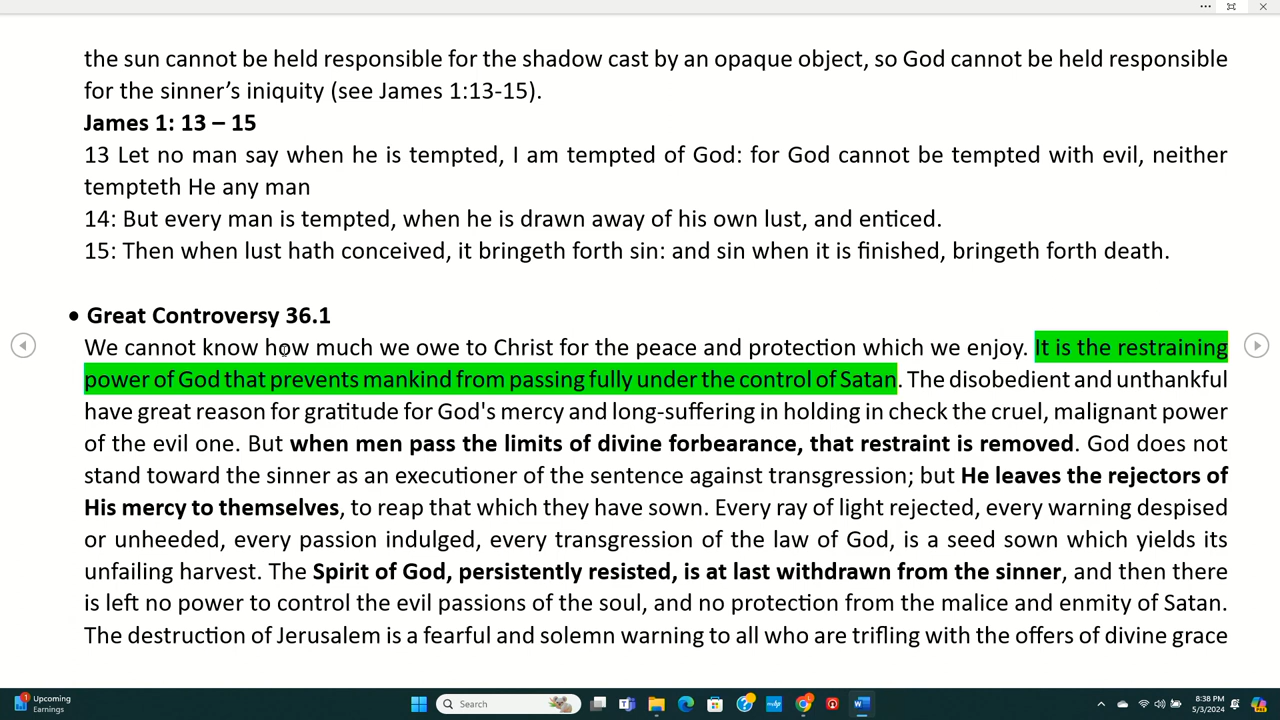 the sun cannot be held responsible for the shadow cast by an opaque object, so God cannot be held responsible
for the sinner’s iniquity (see James 1:13-15).
James 1: 13 – 15
13 Let no man say when he is tempted, I am tempted of God: for God cannot be tempted with evil, neither
tempteth He any man
14: But every man is tempted, when he is drawn away of his own lust, and enticed.
15: Then when lust hath conceived, it bringeth forth sin: and sin when it is finished, bringeth forth death.
• Great Controversy 36.1
We cannot know how much we owe to Christ for the peace and protection which we enjoy. It is the restraining
power of God that prevents mankind from passing fully under the control of Satan. The disobedient and unthankful
have great reason for gratitude for God's mercy and long-suffering in holding in check the cruel, malignant power
of the evil one. But when men pass the limits of divine forbearance, that restraint is removed. God does not
stand toward the sinner as an executioner of the sentence against transgression; but He leaves the rejectors of
His mercy to themselves, to reap that which they have sown. Every ray of light rejected, every warning despised
or unheeded, every passion indulged, every transgression of the law of God, is a seed sown which yields its
unfailing harvest. The Spirit of God, persistently resisted, is at last withdrawn from the sinner, and then there
is left no power to control the evil passions of the soul, and no protection from the malice and enmity of Satan.
The destruction of Jerusalem is a fearful and solemn warning to all who are trifling with the offers of divine grace
1
Upcoming
Earnings
Search
8:38 PM
5/3/2024